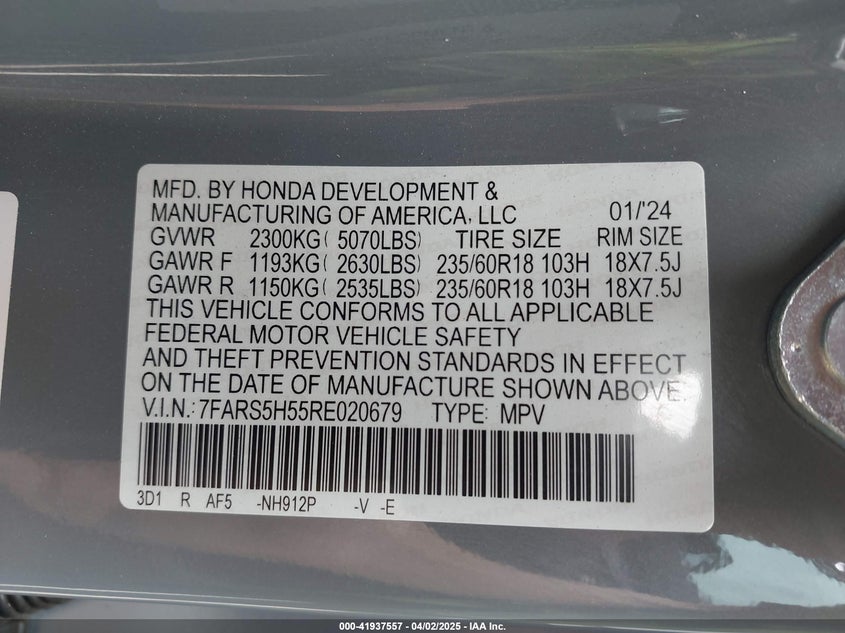 MFD. BY HONDA DEVELOPMENT &
MANUFACTURING OF AMERICA, LLC 01/'24
GVWR 2300KG( 5070LBS) TIRE SIZE RIM SIZE
GAWR F 1193KG( 2630LBS) 235/60R18 103H 18X7.5J
GAWR R 1150KG( 2535LBS) 235/60R18 103H 18X7.5J
THIS VEHICLE CONFORMS TO ALL APPLICABLE
FEDERAL MOTOR VEHICLE SAFETY
AND THEFT PREVENTION STANDARDS IN EFFECT
ON THE DATE OF MANUFACTURE SHOWN ABOVE.
V.I.N.:7FARS5H55RE020679 TYPE: MPV
3D1 R AF5 -NH912P -V -E
000-41937557 - 04/02/2025 - IAA Inc.